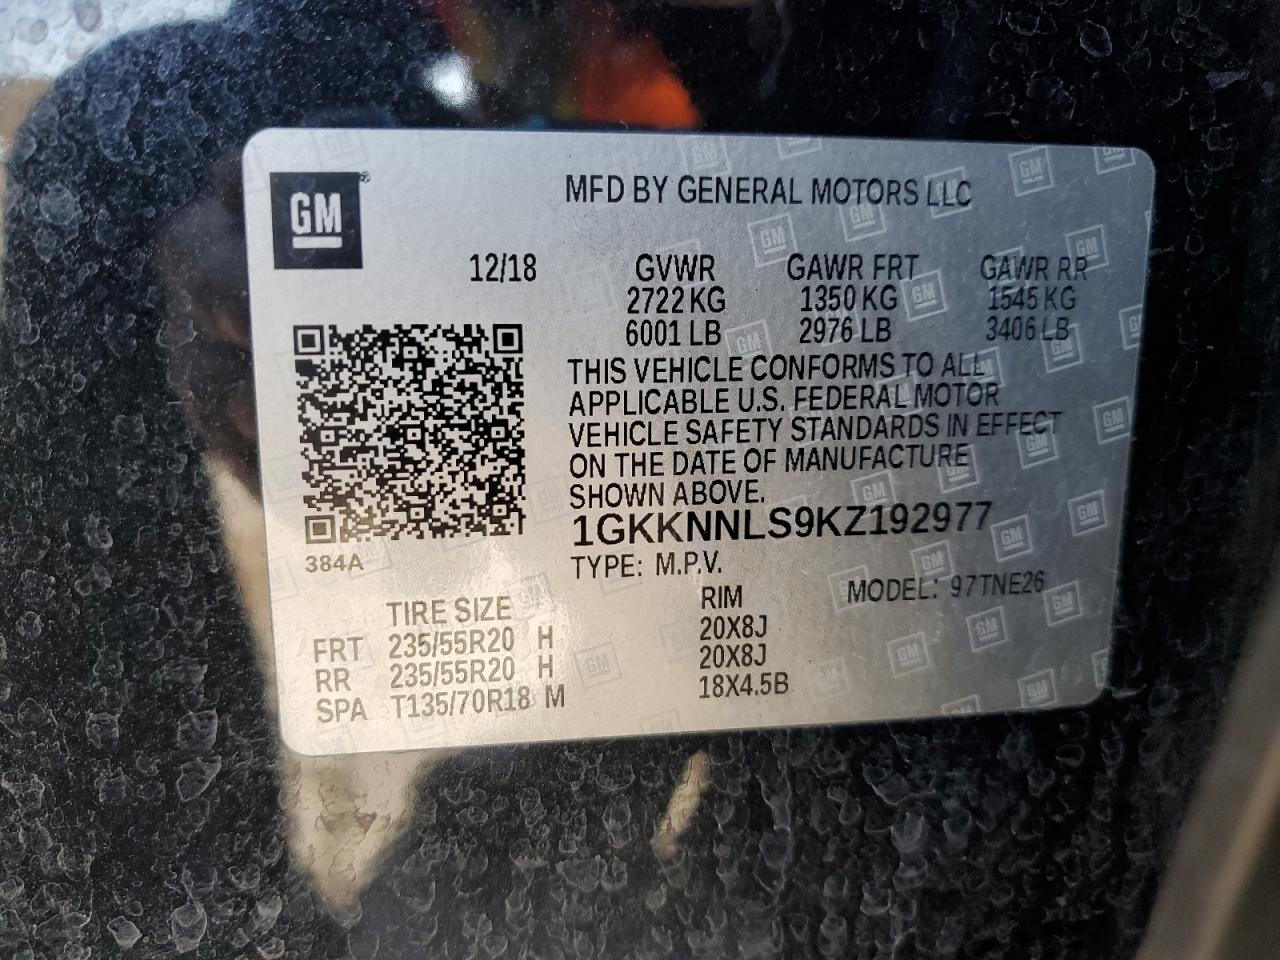 GM
MFD BY GENERAL MOTORS LLC
12/18 GVWR GAWR FRT GAWR RR
2722 KG 1350 KG 1545 KG
6001 LB 2976 LB 3406 LB
THIS VEHICLE CONFORMS TO ALL
APPLICABLE U.S. FEDERAL MOTOR
VEHICLE SAFETY STANDARDS IN EFFECT
ON THE DATE OF MANUFACTURE
SHOWN ABOVE.
1GKKNNLS9KZ192977
384A
TYPE: M.P.V.
MODEL: 97TNE26
TIRE SIZE RIM
FRT 235/55R20 H 20X8J
RR 235/55R20 H 20X8J
SPA T135/70R18 M 18X4.5B